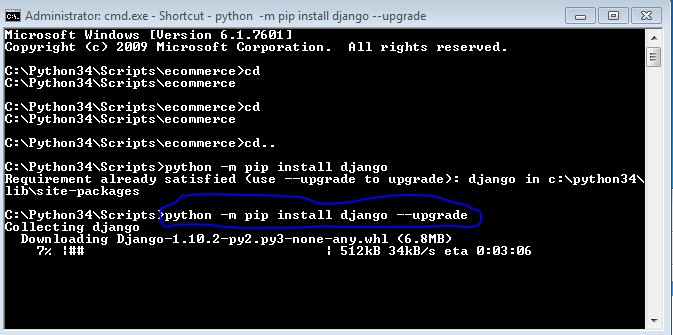 Administrator: cmd.exe - Shortcut - python -m pip install django --upgrade
Microsoft Windows [Version 6.1.7601]
Copyright (c) 2009 Microsoft Corporation.  All rights reserved.
C:\Python34\Scripts\ecommerce>cd
C:\Python34\Scripts\ecommerce
C:\Python34\Scripts\ecommerce>cd
C:\Python34\Scripts\ecommerce
C:\Python34\Scripts\ecommerce>cd..
C:\Python34\Scripts>python -m pip install django
Requirement already satisfied (use --upgrade to upgrade): django in c:\python34\
lib\site-packages
C:\Python34\Scripts>python -m pip install django --upgrade
Collecting django
  Downloading Django-1.10.2-py2.py3-none-any.whl (6.8MB)
    7% |##                              | 512kB 34kB/s eta 0:03:06